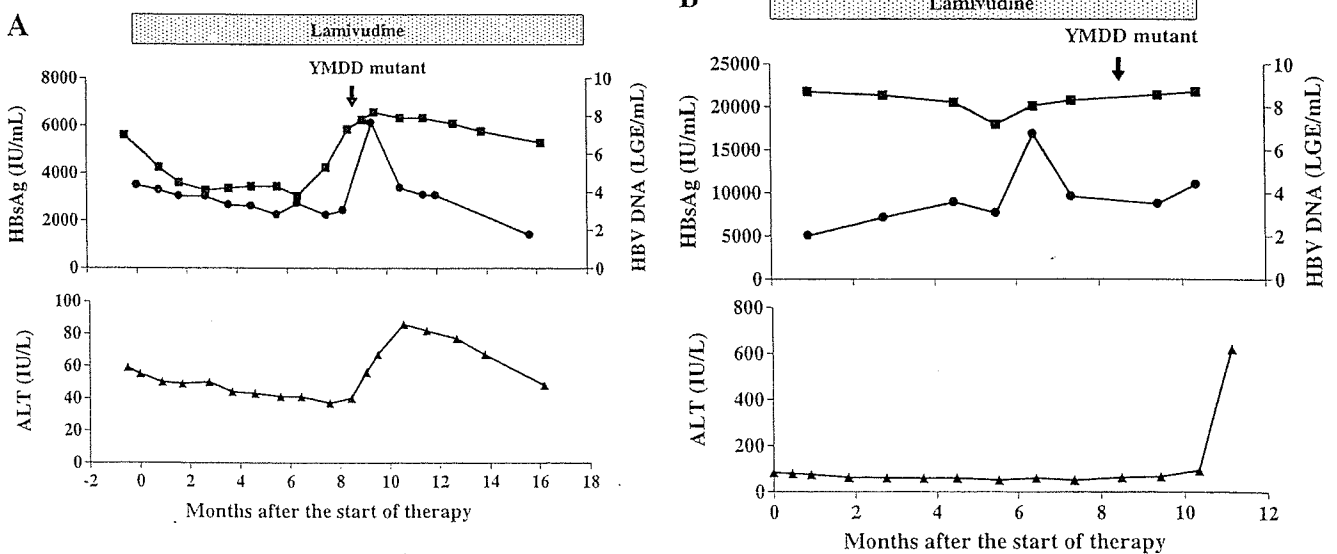 A
Lamivudine
YMDD mutant
8000
6000
4000
2000
0
HBsAg (IU/mL)
10
8
6
4
2
0
HBV DNA (LGE/mL)
100
80
60
40
20
0
ALT (IU/L)
-2 0 2 4 6 8 10 12 14 16 18
Months after the start of therapy
B
Lamivudine
YMDD mutant
25000
20000
15000
10000
5000
0
HBsAg (IU/mL)
10
8
6
4
2
0
HBV DNA (LGE/mL)
800
600
400
200
0
ALT (IU/L)
0 2 4 6 8 10 12
Months after the start of therapy